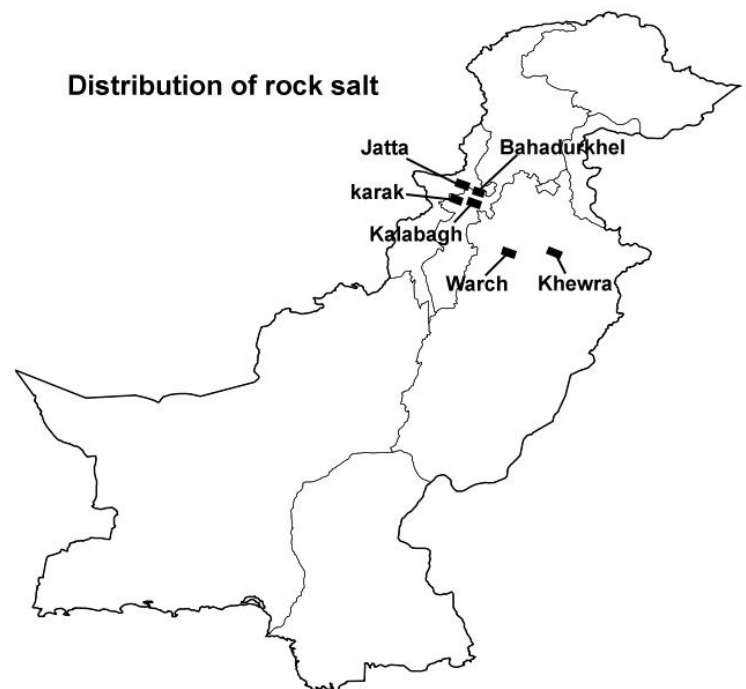 Distribution of rock salt
Jatta
Bahadurkhel
karak
Kalabagh
Warch
Khewra